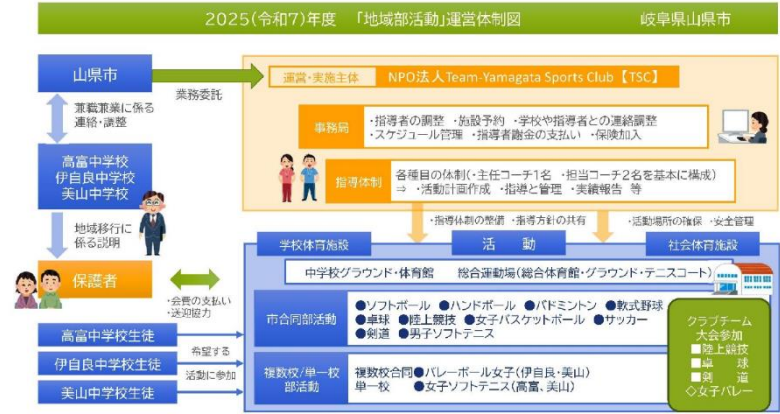 2025(令和7)年度　「地域部活動」運営体制図　岐阜県山県市
山県市
業務委託
兼職兼業に係る
連絡・調整
高富中学校
伊自良中学校
美山中学校
地域移行に
係る説明
保護者
・会費の支払い
・送迎協力
高富中学校生徒
伊自良中学校生徒
美山中学校生徒
希望する
活動に参加
運営・実施主体　NPO法人Team-Yamagata Sports Club【TSC】
事務局
・指導者の調整　・施設予約　・学校や指導者との連絡調整
・スケジュール管理　・指導者謝金の支払い　・保険加入
指導体制
各種目の体制(・主任コーチ1名　・担当コーチ2名を基本に構成)
⇒　・活動計画作成　・指導と管理　・実績報告　等
・指導体制の整備　・指導方針の共有
・活動場所の確保　・安全管理
学校体育施設　活　動　社会体育施設
中学校グラウンド・体育館　総合運動場(総合体育館・グラウンド・テニスコート)
市合同部活動
●ソフトボール　●ハンドボール　●バドミントン　●軟式野球
●卓球　●陸上競技　●女子バスケットボール　●サッカー
●剣道　●男子ソフトテニス
複数校/単一校
部活動
複数校合同●バレーボール女子(伊自良・美山)
単一校　●女子ソフトテニス(高富、美山)
クラブチーム
大会参加
■陸上競技
■卓　球
■剣　道
◇女子バレー